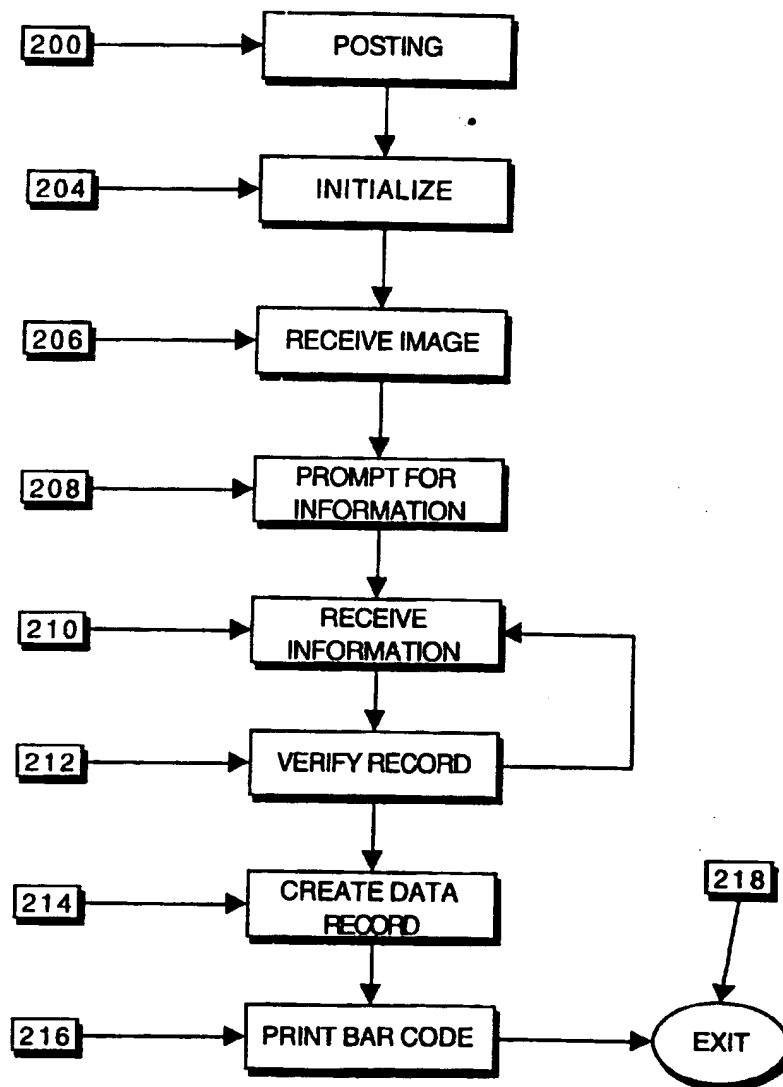 200
POSTING
204
INITIALIZE
206
RECEIVE IMAGE
208
PROMPT FOR
INFORMATION
210
RECEIVE
INFORMATION
212
VERIFY RECORD
214
CREATE DATA
RECORD
218
216
PRINT BAR CODE
EXIT